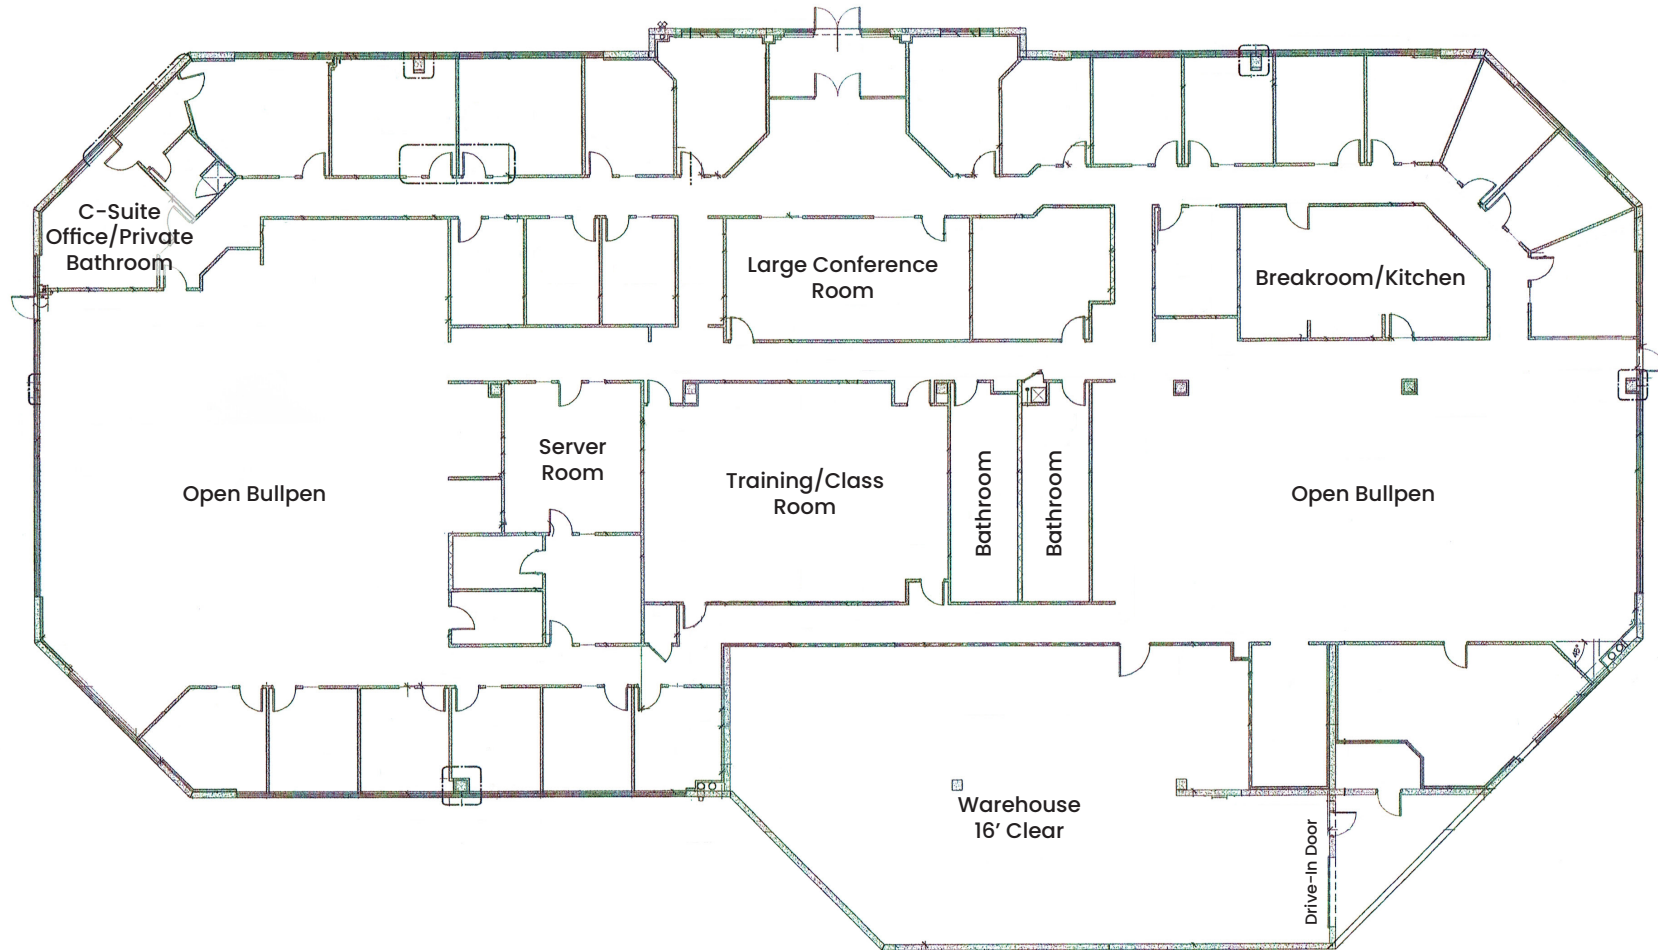 C-Suite
Office/Private
Bathroom
Large Conference
Room
Breakroom/Kitchen
Open Bullpen
Server
Room
Training/Class
Room
Bathroom
Bathroom
Open Bullpen
Warehouse
16’ Clear
Drive-In Door